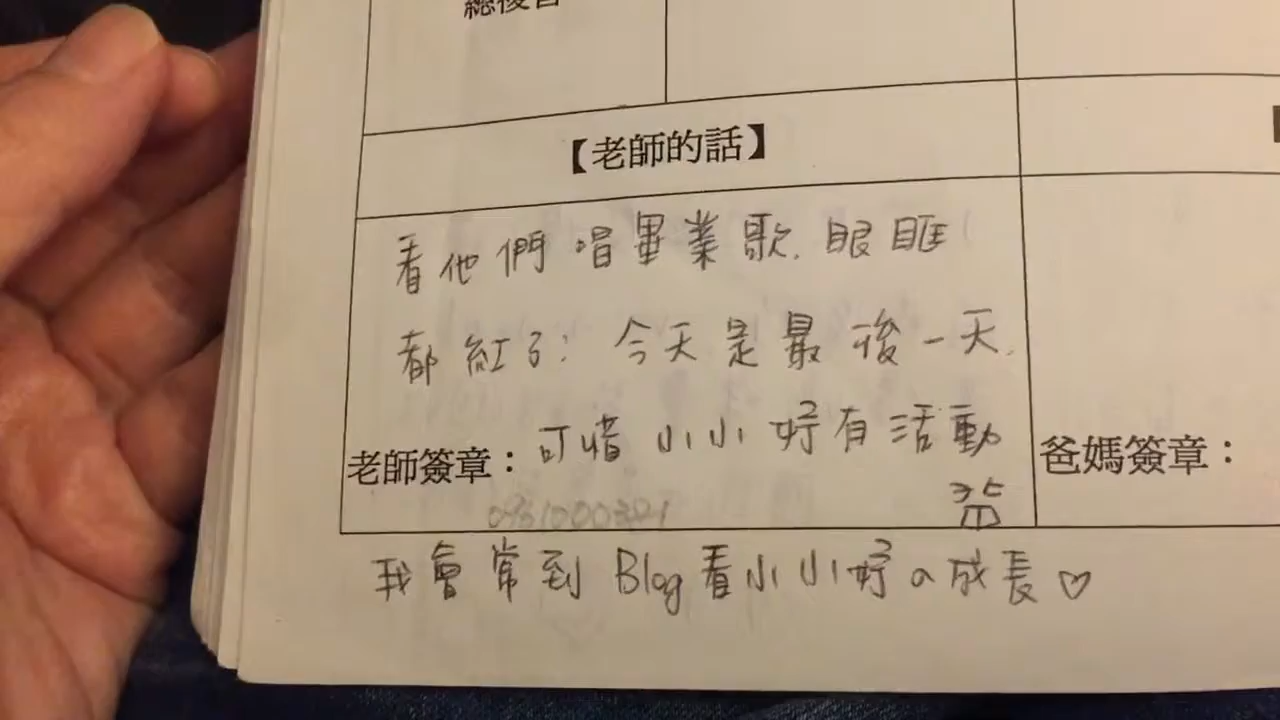 總複習
【老師的話】
看他們唱畢業歌，眼眶
都紅了！今天是最後一天，
可惜小小妤有活動
老師簽章：
爸媽簽章：
0961000321
我會常到 Blog 看小小妤の成長♡